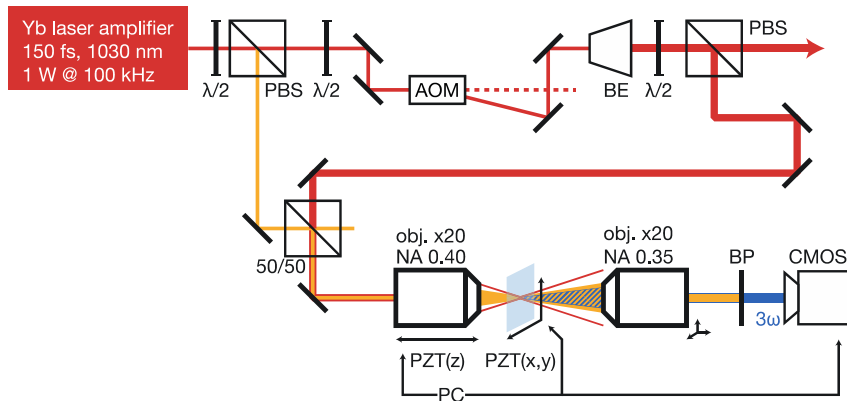 Yb laser amplifier
150 fs, 1030 nm
1 W @ 100 kHz
λ/2
PBS
λ/2
AOM
BE
λ/2
PBS
50/50
obj. x20
NA 0.40
obj. x20
NA 0.35
BP
CMOS
3ω
PZT(z)
PZT(x,y)
PC